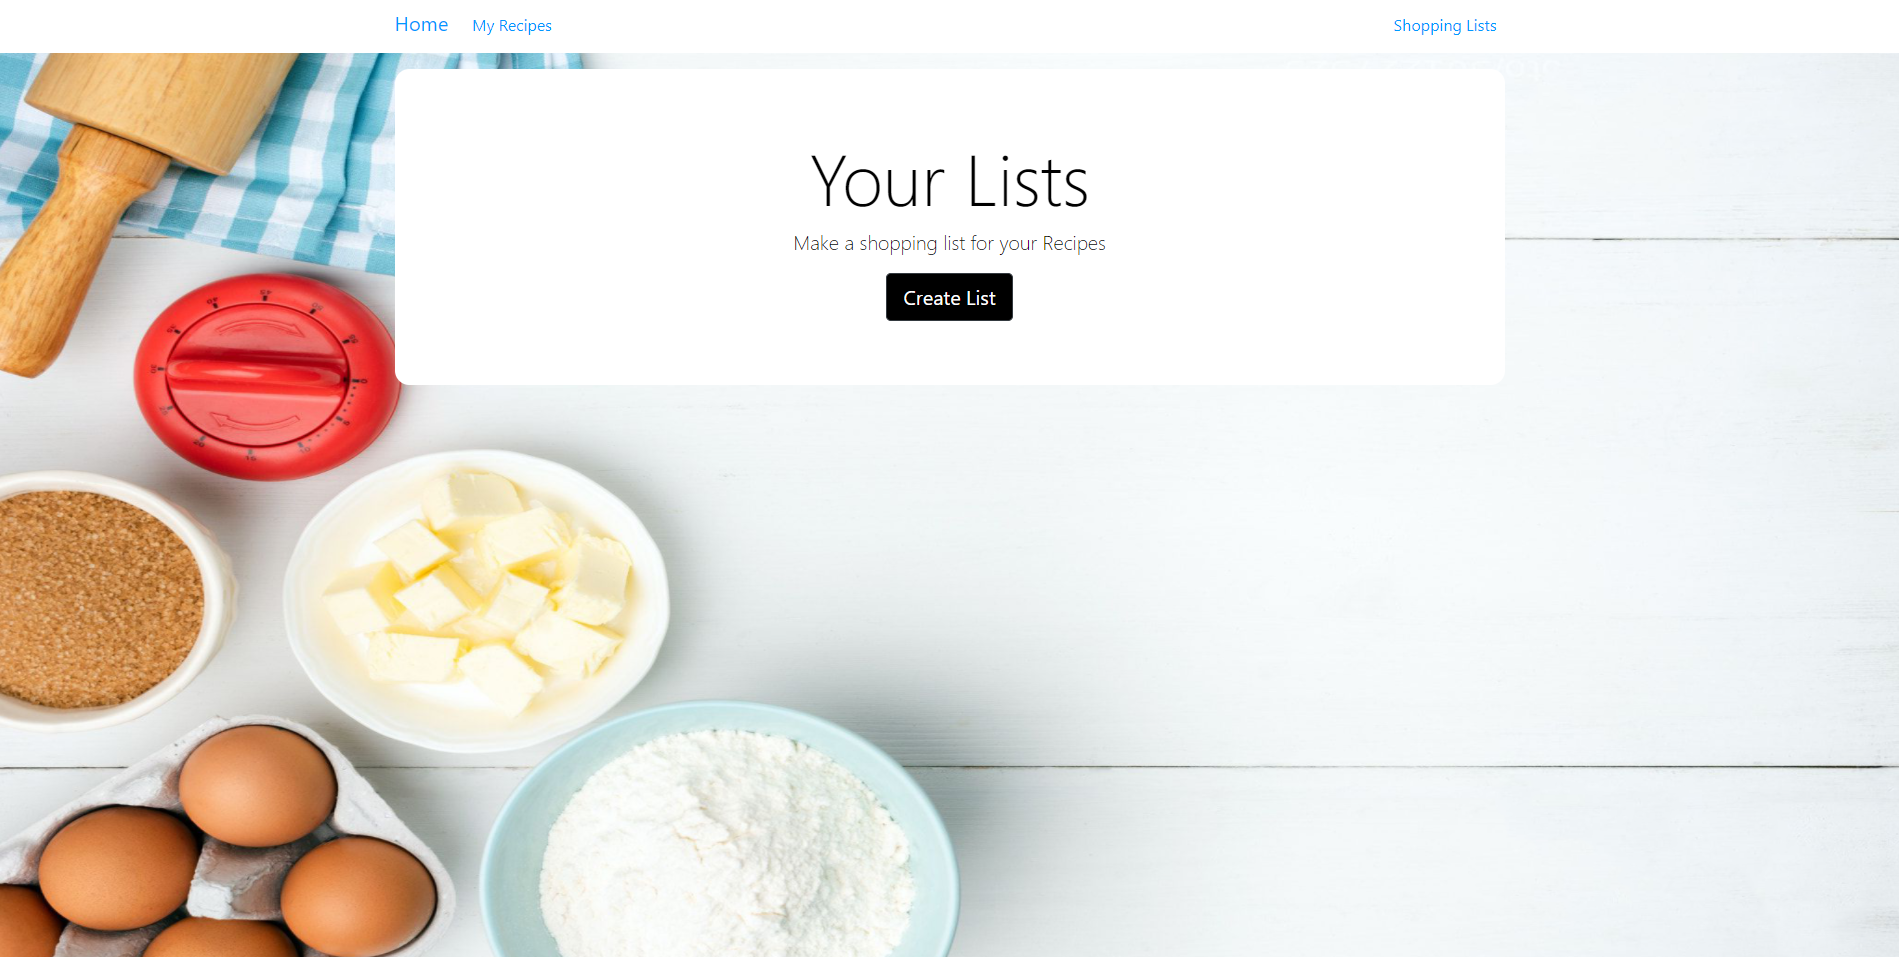 Home My Recipes Shopping Lists
Your Lists
Make a shopping list for your Recipes
Create List